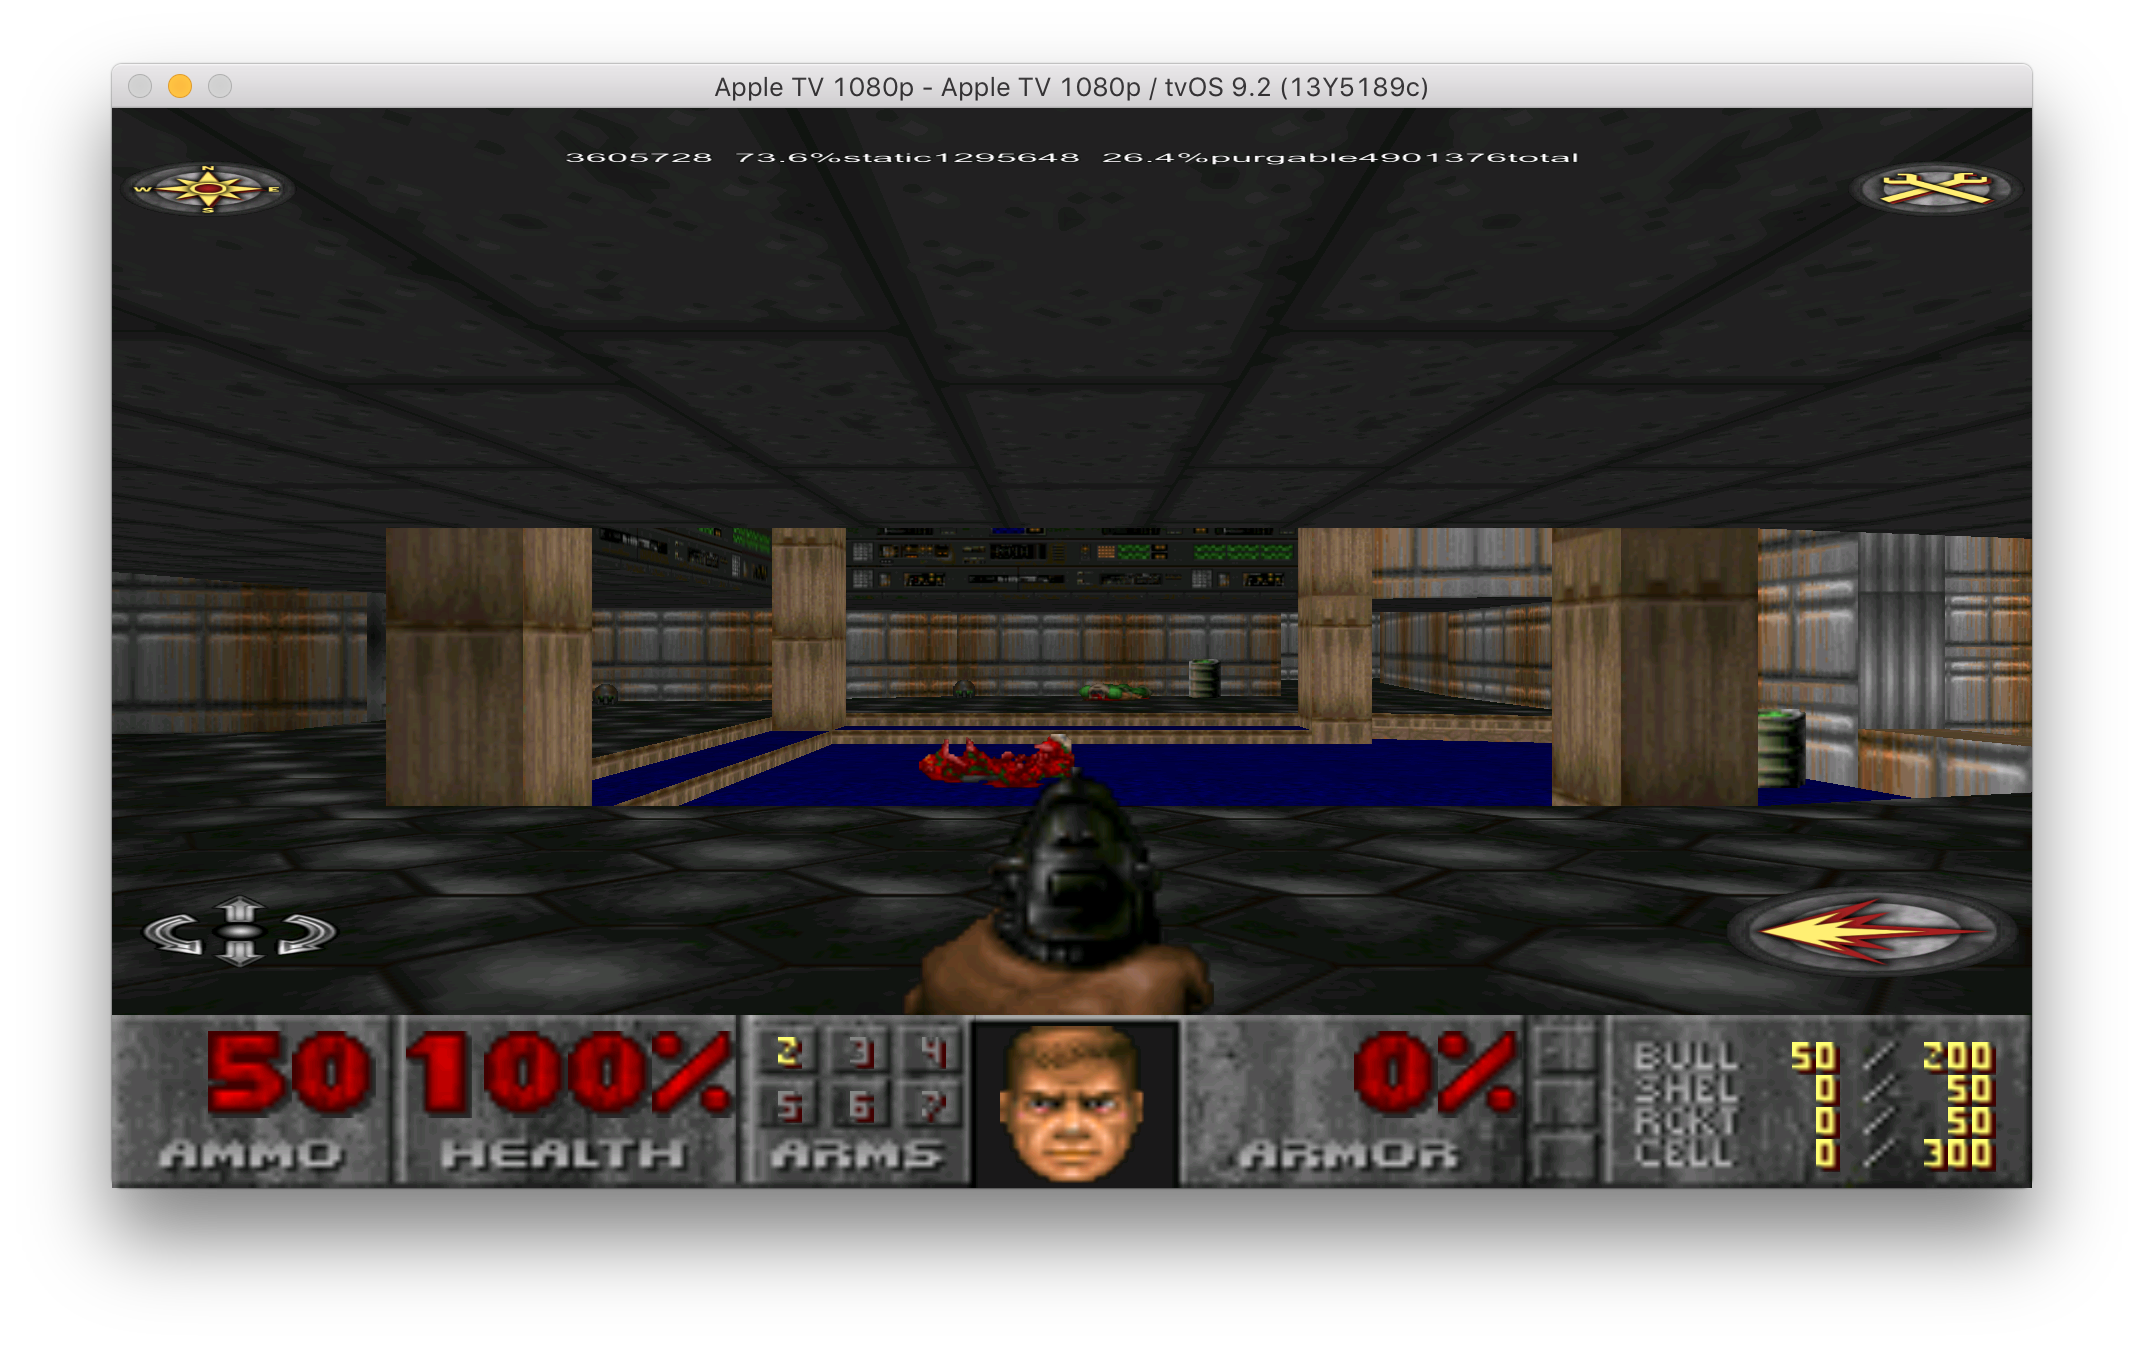 Apple TV 1080p - Apple TV 1080p / tvOS 9.2 (13Y5189c)
3605728 73.6%static1295648 26.4%purgable4901376total
N
W E
S
50 100% 2 3 4 0% BULL 50 / 200
SHEL 0 / 50
5 6 7 RCKT 0 / 50
AMMO HEALTH ARMS ARMOR CELL 0 / 300